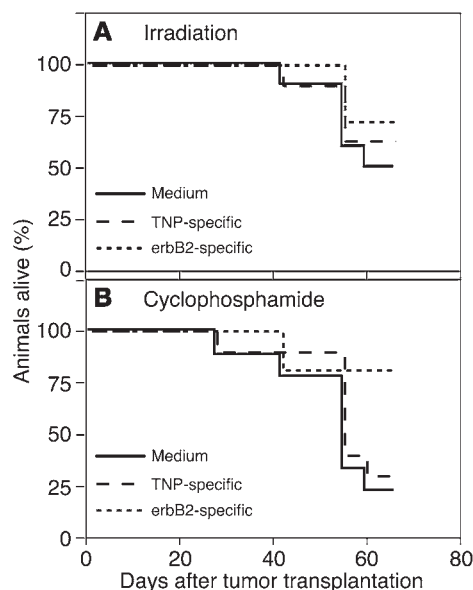 A Irradiation
100
75
50
25
0
Medium
TNP-specific
erbB2-specific
Animals alive (%)
B Cyclophosphamide
100
75
50
25
0
Medium
TNP-specific
erbB2-specific
0 20 40 60 80
Days after tumor transplantation